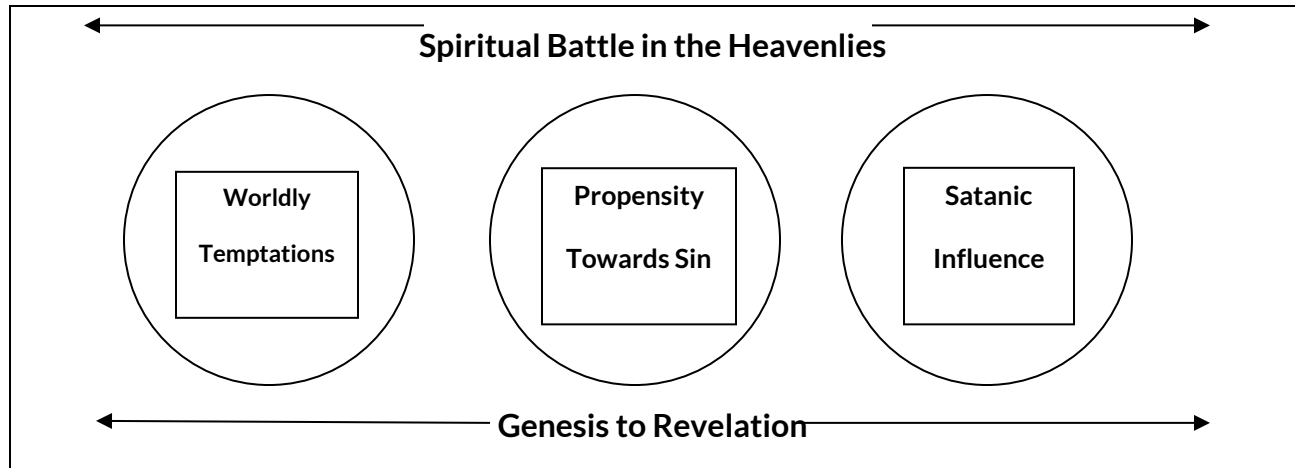 Spiritual Battle in the Heavenlies
Worldly
Temptations
Propensity
Towards Sin
Satanic
Influence
Genesis to Revelation